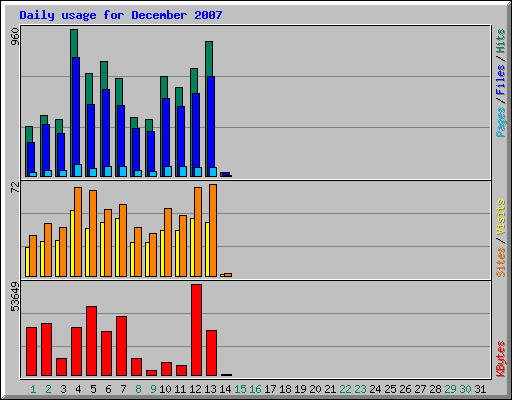 Daily usage for December 2007
960
Pages / Files / Hits
72
Sites / Visits
53649
KBytes
1 2 3 4 5 6 7 8 9 10 11 12 13 14 15 16 17 18 19 20 21 22 23 24 25 26 27 28 29 30 31